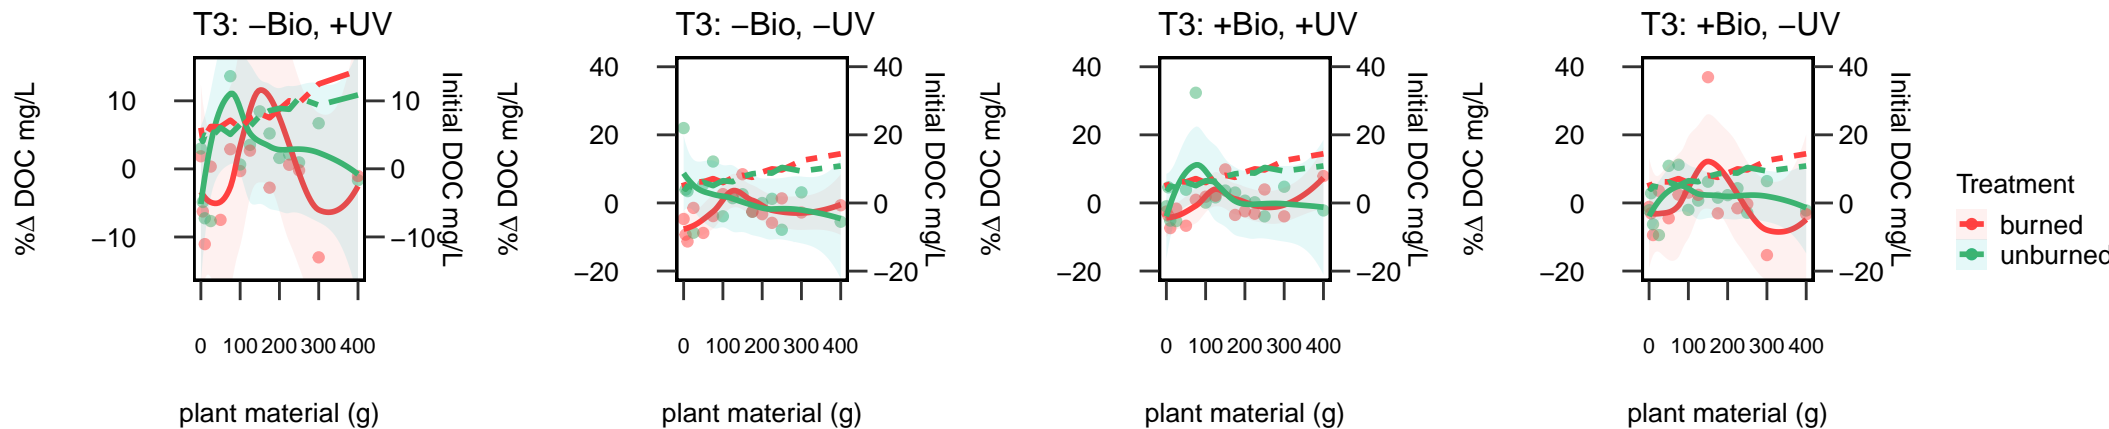 T3: −Bio, +UV
%Δ DOC mg/L
10
0
−10
10
0
−10
Initial DOC mg/L
0 100 200 300 400
plant material (g)
T3: −Bio, −UV
%Δ DOC mg/L
40
20
0
−20
40
20
0
−20
Initial DOC mg/L
0 100 200 300 400
plant material (g)
T3: +Bio, +UV
%Δ DOC mg/L
40
20
0
−20
40
20
0
−20
Initial DOC mg/L
0 100 200 300 400
plant material (g)
T3: +Bio, −UV
%Δ DOC mg/L
40
20
0
−20
40
20
0
−20
Initial DOC mg/L
0 100 200 300 400
plant material (g)
Treatment
burned
unburned